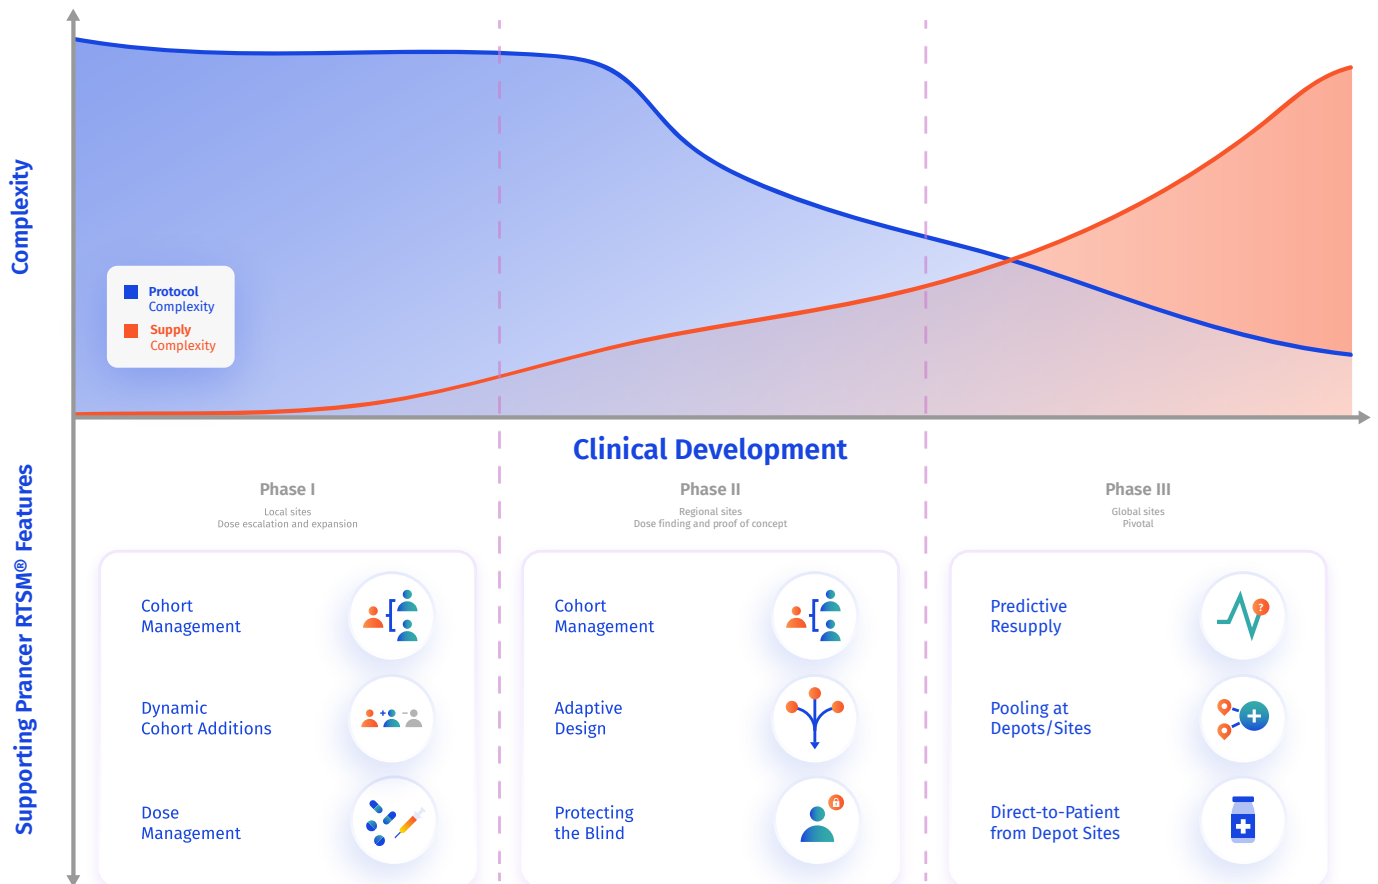 Complexity
Protocol
Complexity
Supply
Complexity
Clinical Development
Supporting Prancer RTSM® Features
Phase I
Local sites
Dose escalation and expansion
Phase II
Regional sites
Dose finding and proof of concept
Phase III
Global sites
Pivotal
Cohort
Management
Dynamic
Cohort Additions
Dose
Management
Cohort
Management
Adaptive
Design
Protecting
the Blind
Predictive
Resupply
?
Pooling at
Depots/Sites
Direct-to-Patient
from Depot Sites